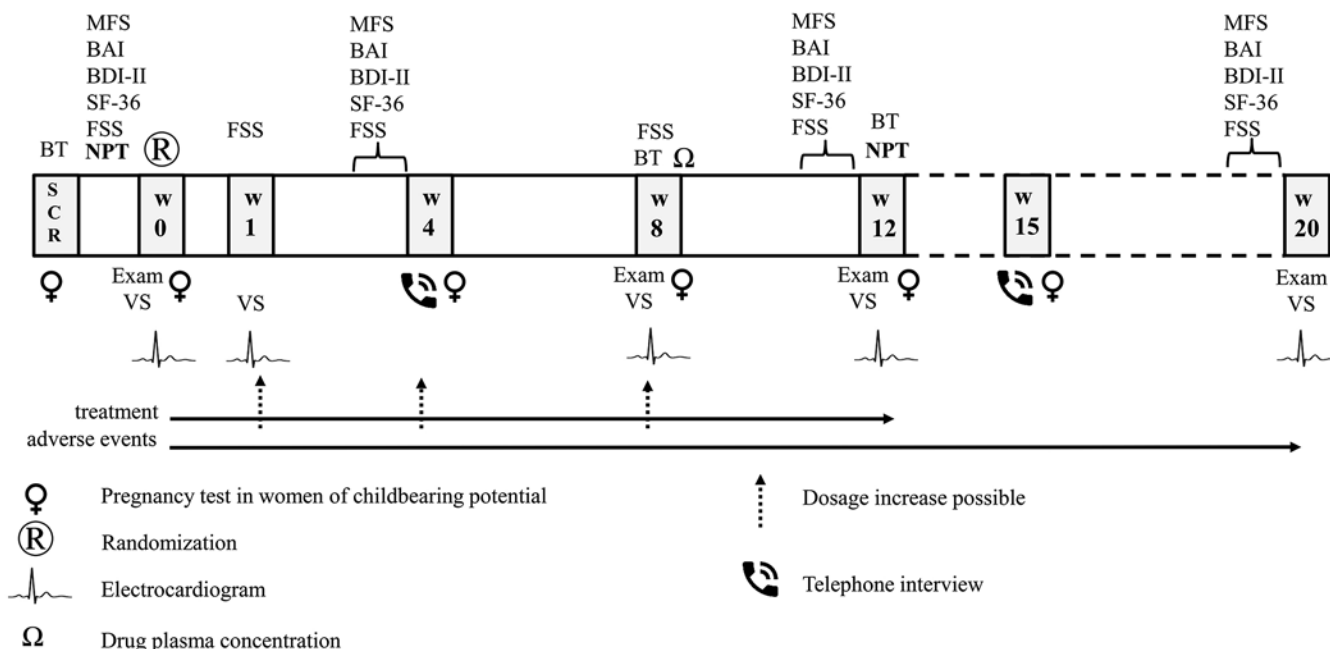 MFS
BAI
BDI-II
SF-36
FSS
NPT
BT
R
FSS
MFS
BAI
BDI-II
SF-36
FSS
FSS
BT Ω
MFS
BAI
BDI-II
SF-36
FSS
BT
NPT
MFS
BAI
BDI-II
SF-36
FSS
S
C
R
w
0
w
1
w
4
w
8
w
12
w
15
w
20
♀
Exam
VS ♀
VS
♀
Exam
VS ♀
Exam
VS ♀
♀
Exam
VS
treatment
adverse events
♀ Pregnancy test in women of childbearing potential
R Randomization
Electrocardiogram
Ω Drug plasma concentration
Dosage increase possible
Telephone interview